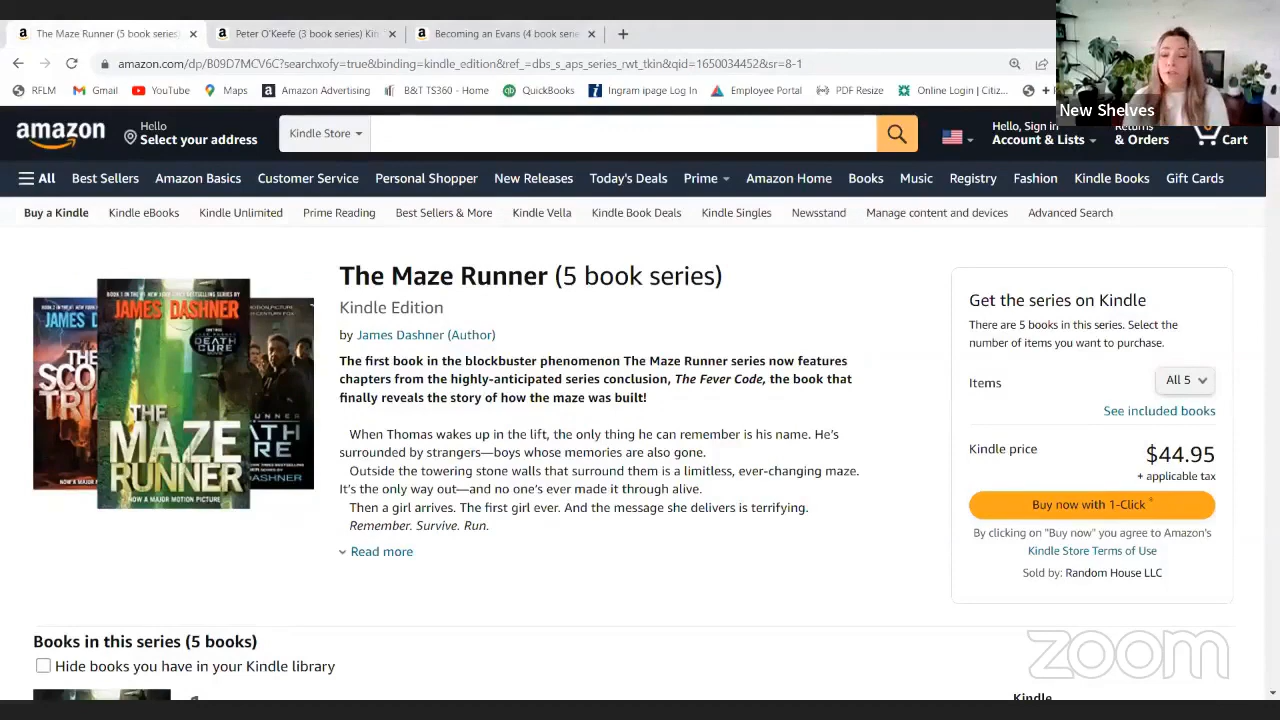 The Maze Runner (5 book series)
Peter O'Keefe (3 book series) Kin
Becoming an Evans (4 book serie
amazon.com/dp/B09D7MCV6C?searchxofy=true&binding=kindle_edition&ref_=dbs_s_aps_series_rwt_tkin&qid=1650034452&sr=8-1
RFLM Gmail YouTube Maps Amazon Advertising B&T TS360 - Home QuickBooks Ingram ipage Log In Employee Portal PDF Resize Online Login | Citiz...
New Shelves
amazon
Hello
Select your address
Kindle Store
Hello, Sign in
Account & Lists
Returns
& Orders
0
Cart
All Best Sellers Amazon Basics Customer Service Personal Shopper New Releases Today's Deals Prime Amazon Home Books Music Registry Fashion Kindle Books Gift Cards
Buy a Kindle Kindle eBooks Kindle Unlimited Prime Reading Best Sellers & More Kindle Vella Kindle Book Deals Kindle Singles Newsstand Manage content and devices Advanced Search
The Maze Runner (5 book series)
Kindle Edition
by James Dashner (Author)
The first book in the blockbuster phenomenon The Maze Runner series now features
chapters from the highly-anticipated series conclusion, The Fever Code, the book that
finally reveals the story of how the maze was built!
When Thomas wakes up in the lift, the only thing he can remember is his name. He's
surrounded by strangers—boys whose memories are also gone.
Outside the towering stone walls that surround them is a limitless, ever-changing maze.
It's the only way out—and no one's ever made it through alive.
Then a girl arrives. The first girl ever. And the message she delivers is terrifying.
Remember. Survive. Run.
Read more
JAMES D
THE
SCO
TRIA
JAMES DASHNER
DEATH
CURE
THE
MAZE
RUNNER
NOW A MAJOR MOTION PICTURE
UNNER
ATH
RE
DASHNER
Get the series on Kindle
There are 5 books in this series. Select the
number of items you want to purchase.
Items
All 5
See included books
Kindle price
$44.95
+ applicable tax
Buy now with 1-Click ®
By clicking on "Buy now" you agree to Amazon's
Kindle Store Terms of Use
Sold by: Random House LLC
Books in this series (5 books)
Hide books you have in your Kindle library
Kindle
zoom